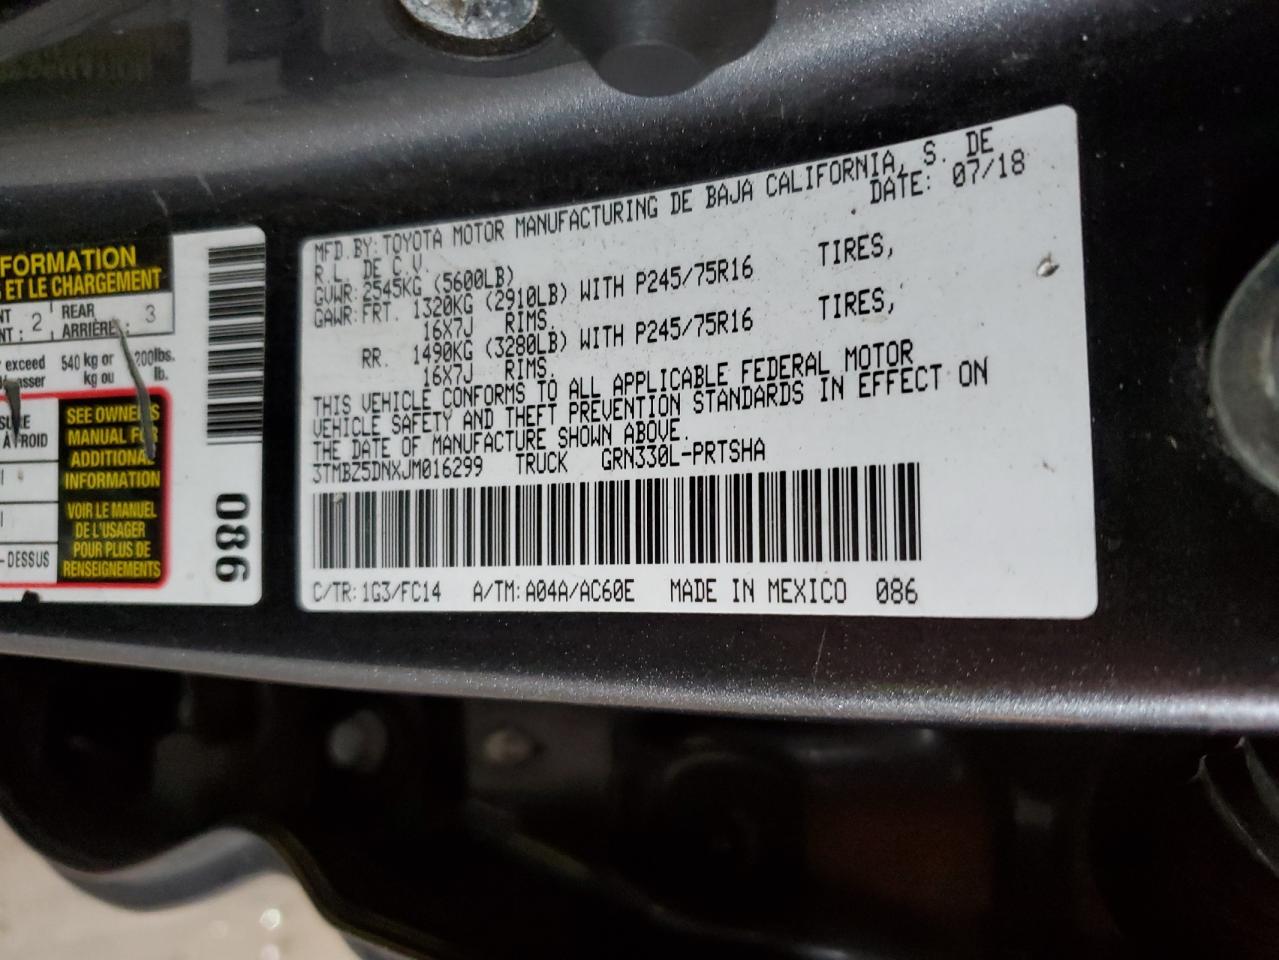 FORMATION
S ET LE CHARGEMENT
NT : 2 REAR
ARRIÈRE : 3
exceed 540 kg or 200lbs.
kg ou lb.
À FROID
SEE OWNER'S
MANUAL FOR
ADDITIONAL
INFORMATION
VOIR LE MANUEL
DE L'USAGER
POUR PLUS DE
RENSEIGNEMENTS
- DESSUS
086
MFD. BY: TOYOTA MOTOR MANUFACTURING DE BAJA CALIFORNIA, S. DE
R.L. DE C.V. DATE: 07/18
GVWR: 2545KG (5600LB)
GAWR: FRT. 1320KG (2910LB) WITH P245/75R16 TIRES,
16X7J RIMS.
RR. 1490KG (3280LB) WITH P245/75R16 TIRES,
16X7J RIMS.
THIS VEHICLE CONFORMS TO ALL APPLICABLE FEDERAL MOTOR
VEHICLE SAFETY AND THEFT PREVENTION STANDARDS IN EFFECT ON
THE DATE OF MANUFACTURE SHOWN ABOVE.
3TMBZ5DNXJM016299 TRUCK GRN330L-PRTSHA
C/TR: 1G3/FC14 A/TM: A04A/AC60E MADE IN MEXICO 086